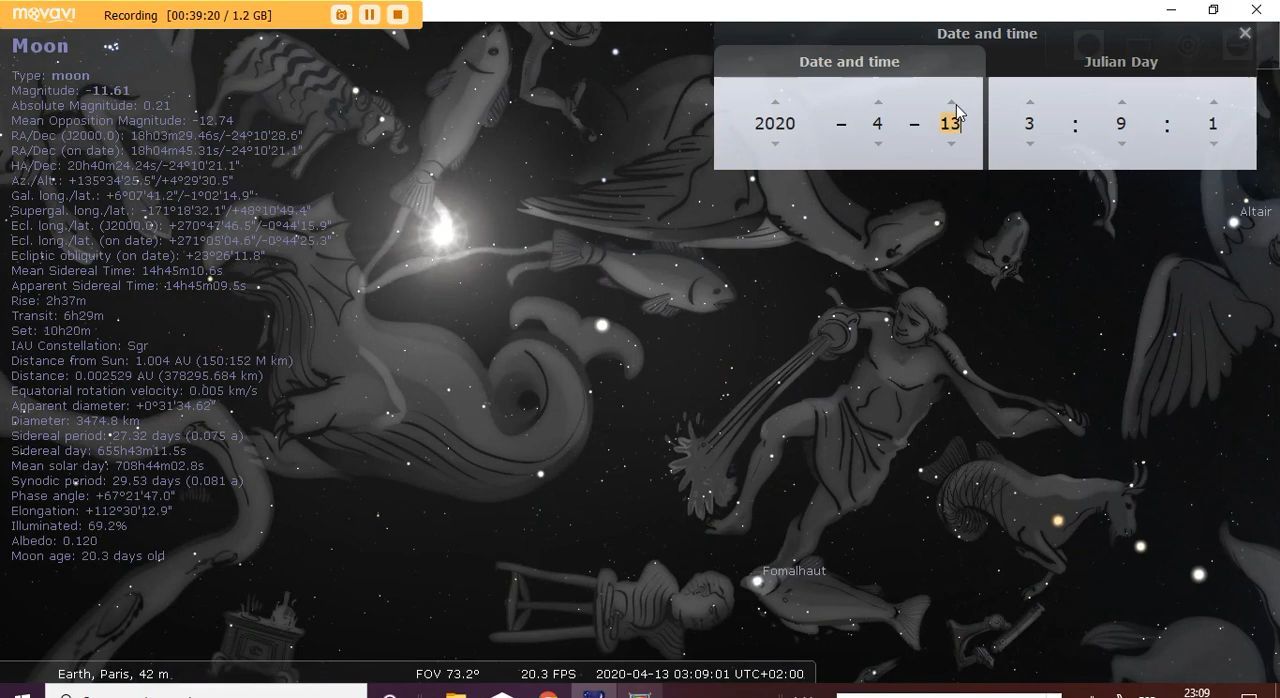 movavi Recording [00:39:20 / 1.2 GB]
Moon
Type: moon
Magnitude: -11.61
Absolute Magnitude: 0.21
Mean Opposition Magnitude: -12.74
RA/Dec (J2000.0): 18h03m29.46s/-24°10'28.6"
RA/Dec (on date): 18h04m45.31s/-24°10'21.1"
HA/Dec: 20h40m24.24s/-24°10'21.1"
Az./Alt.: +135°34'25.5"/+4°29'30.5"
Gal. long./lat.: +6°07'41.2"/-1°02'14.9"
Supergal. long./lat.: -171°18'32.1"/+48°10'49.4"
Ecl. long./lat. (J2000.0): +270°47'46.5"/-0°44'15.9"
Ecl. long./lat. (on date): +271°05'04.6"/-0°44'25.3"
Ecliptic obliquity (on date): +23°26'11.8"
Mean Sidereal Time: 14h45m10.6s
Apparent Sidereal Time: 14h45m09.5s
Rise: 2h37m
Transit: 6h29m
Set: 10h20m
IAU Constellation: Sgr
Distance from Sun: 1.004 AU (150.152 M km)
Distance: 0.002529 AU (378295.684 km)
Equatorial rotation velocity: 0.005 km/s
Apparent diameter: +0°31'34.62"
Diameter: 3474.8 km
Sidereal period: 27.32 days (0.075 a)
Sidereal day: 655h43m11.5s
Mean solar day: 708h44m02.8s
Synodic period: 29.53 days (0.081 a)
Phase angle: +67°21'47.0"
Elongation: +112°30'12.9"
Illuminated: 69.2%
Albedo: 0.120
Moon age: 20.3 days old
Date and time
Date and time Julian Day
2020 - 4 - 13 3 : 9 : 1
Altair
Fomalhaut
Earth, Paris, 42 m FOV 73.2° 20.3 FPS 2020-04-13 03:09:01 UTC+02:00
23:09